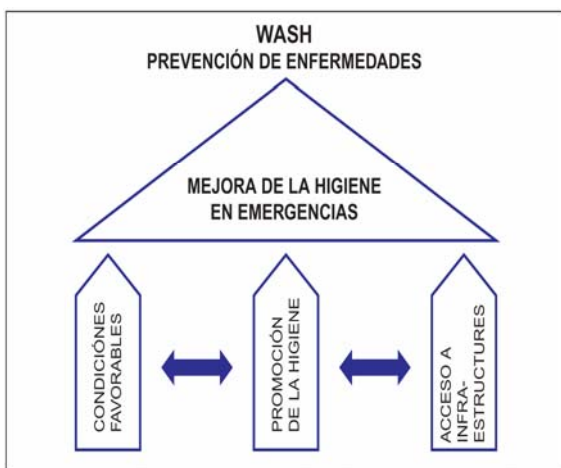 WASH
PREVENCIÓN DE ENFERMEDADES
MEJORA DE LA HIGIENE
EN EMERGENCIAS
CONDICIÓNES
FAVORABLES
PROMOCIÓN
DE LA HIGIENE
ACCESO A
INFRA-
ESTRUCTURES